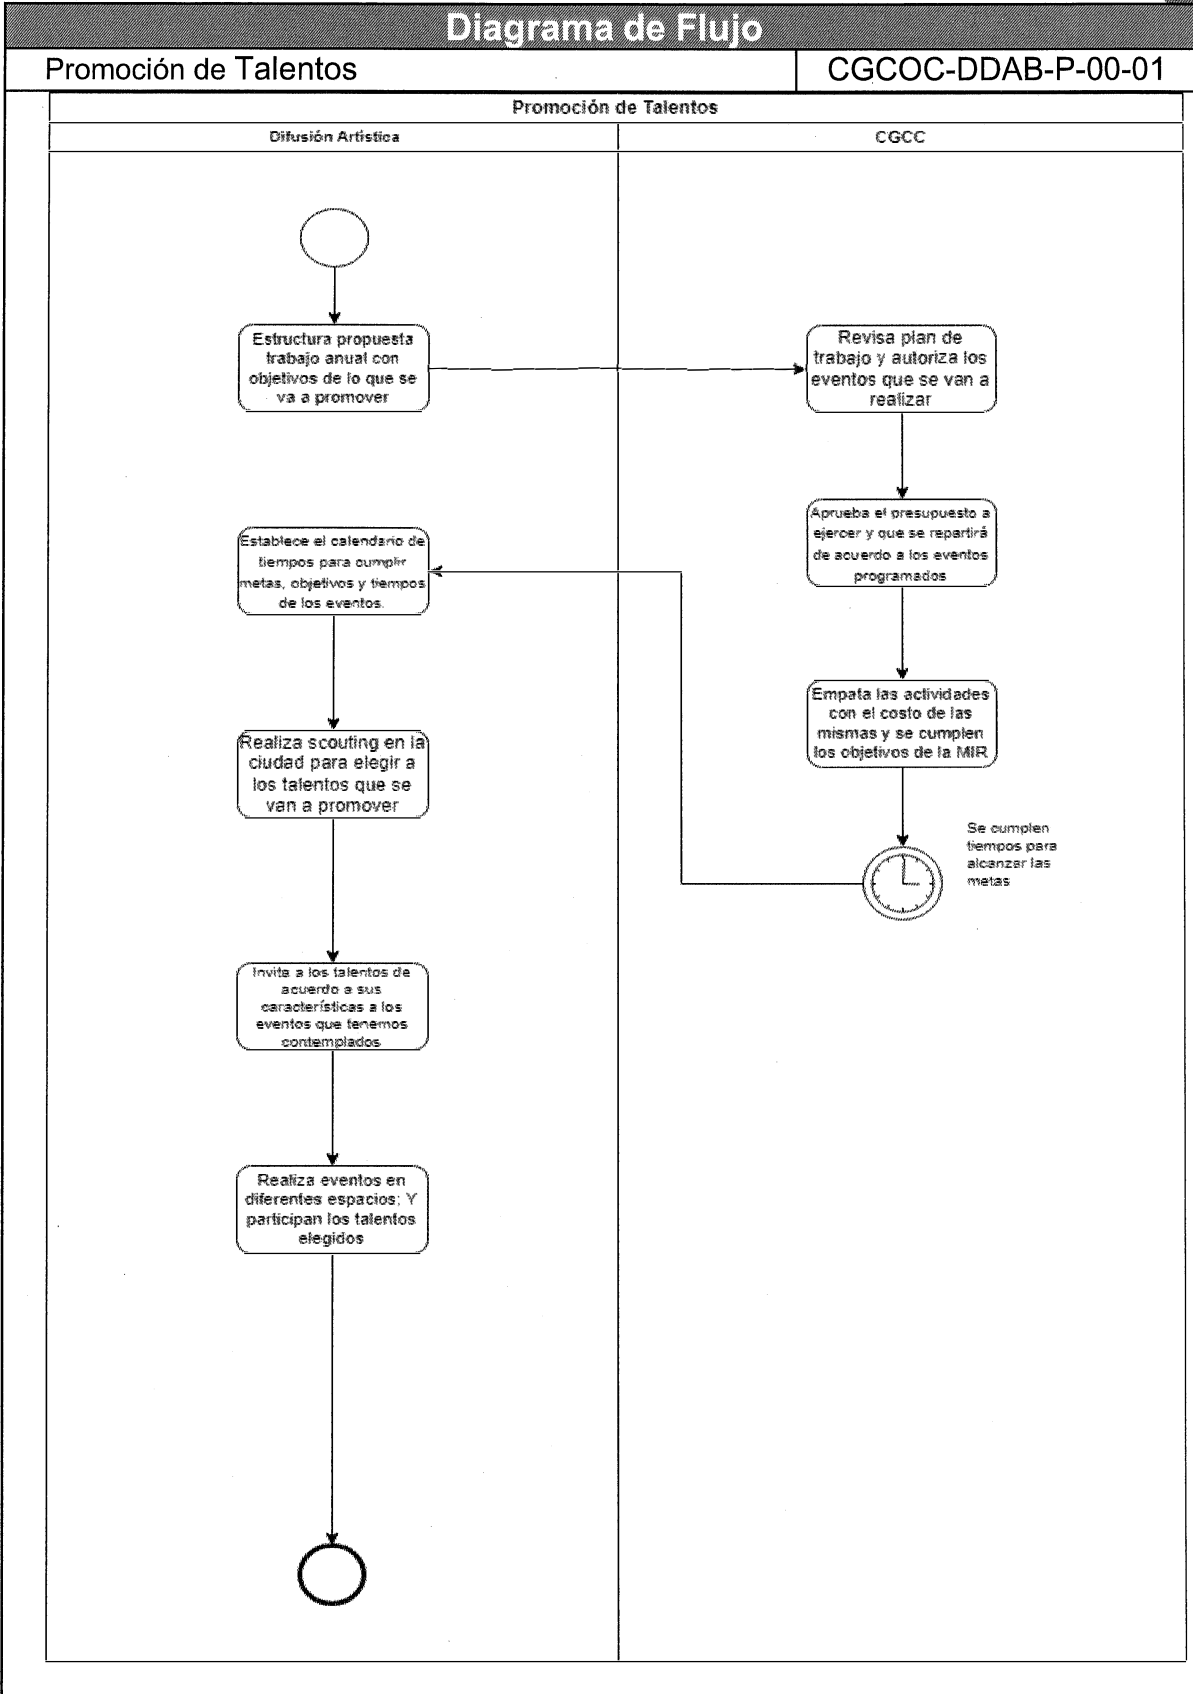 Diagrama de Flujo
Promoción de Talentos
CGCOC-DDAB-P-00-01
Promoción de Talentos
Difusión Artística
CGCC
Estructura propuesta
trabajo anual con
objetivos de lo que se
va a promover
Revisa plan de
trabajo y autoriza los
eventos que se van a
realizar
Aprueba el presupuesto a
ejercer y que se repartirá
de acuerdo a los eventos
programados
Empata las actividades
con el costo de las
mismas y se cumplen
los objetivos de la MIR
Se cumplen
tiempos para
alcanzar las
metas
Establece el calendario de
tiempos para cumplir
metas, objetivos y tiempos
de los eventos.
Realiza scouting en la
ciudad para elegir a
los talentos que se
van a promover
Invita a los talentos de
acuerdo a sus
características a los
eventos que tenemos
contemplados
Realiza eventos en
diferentes espacios; Y
participan los talentos
elegidos